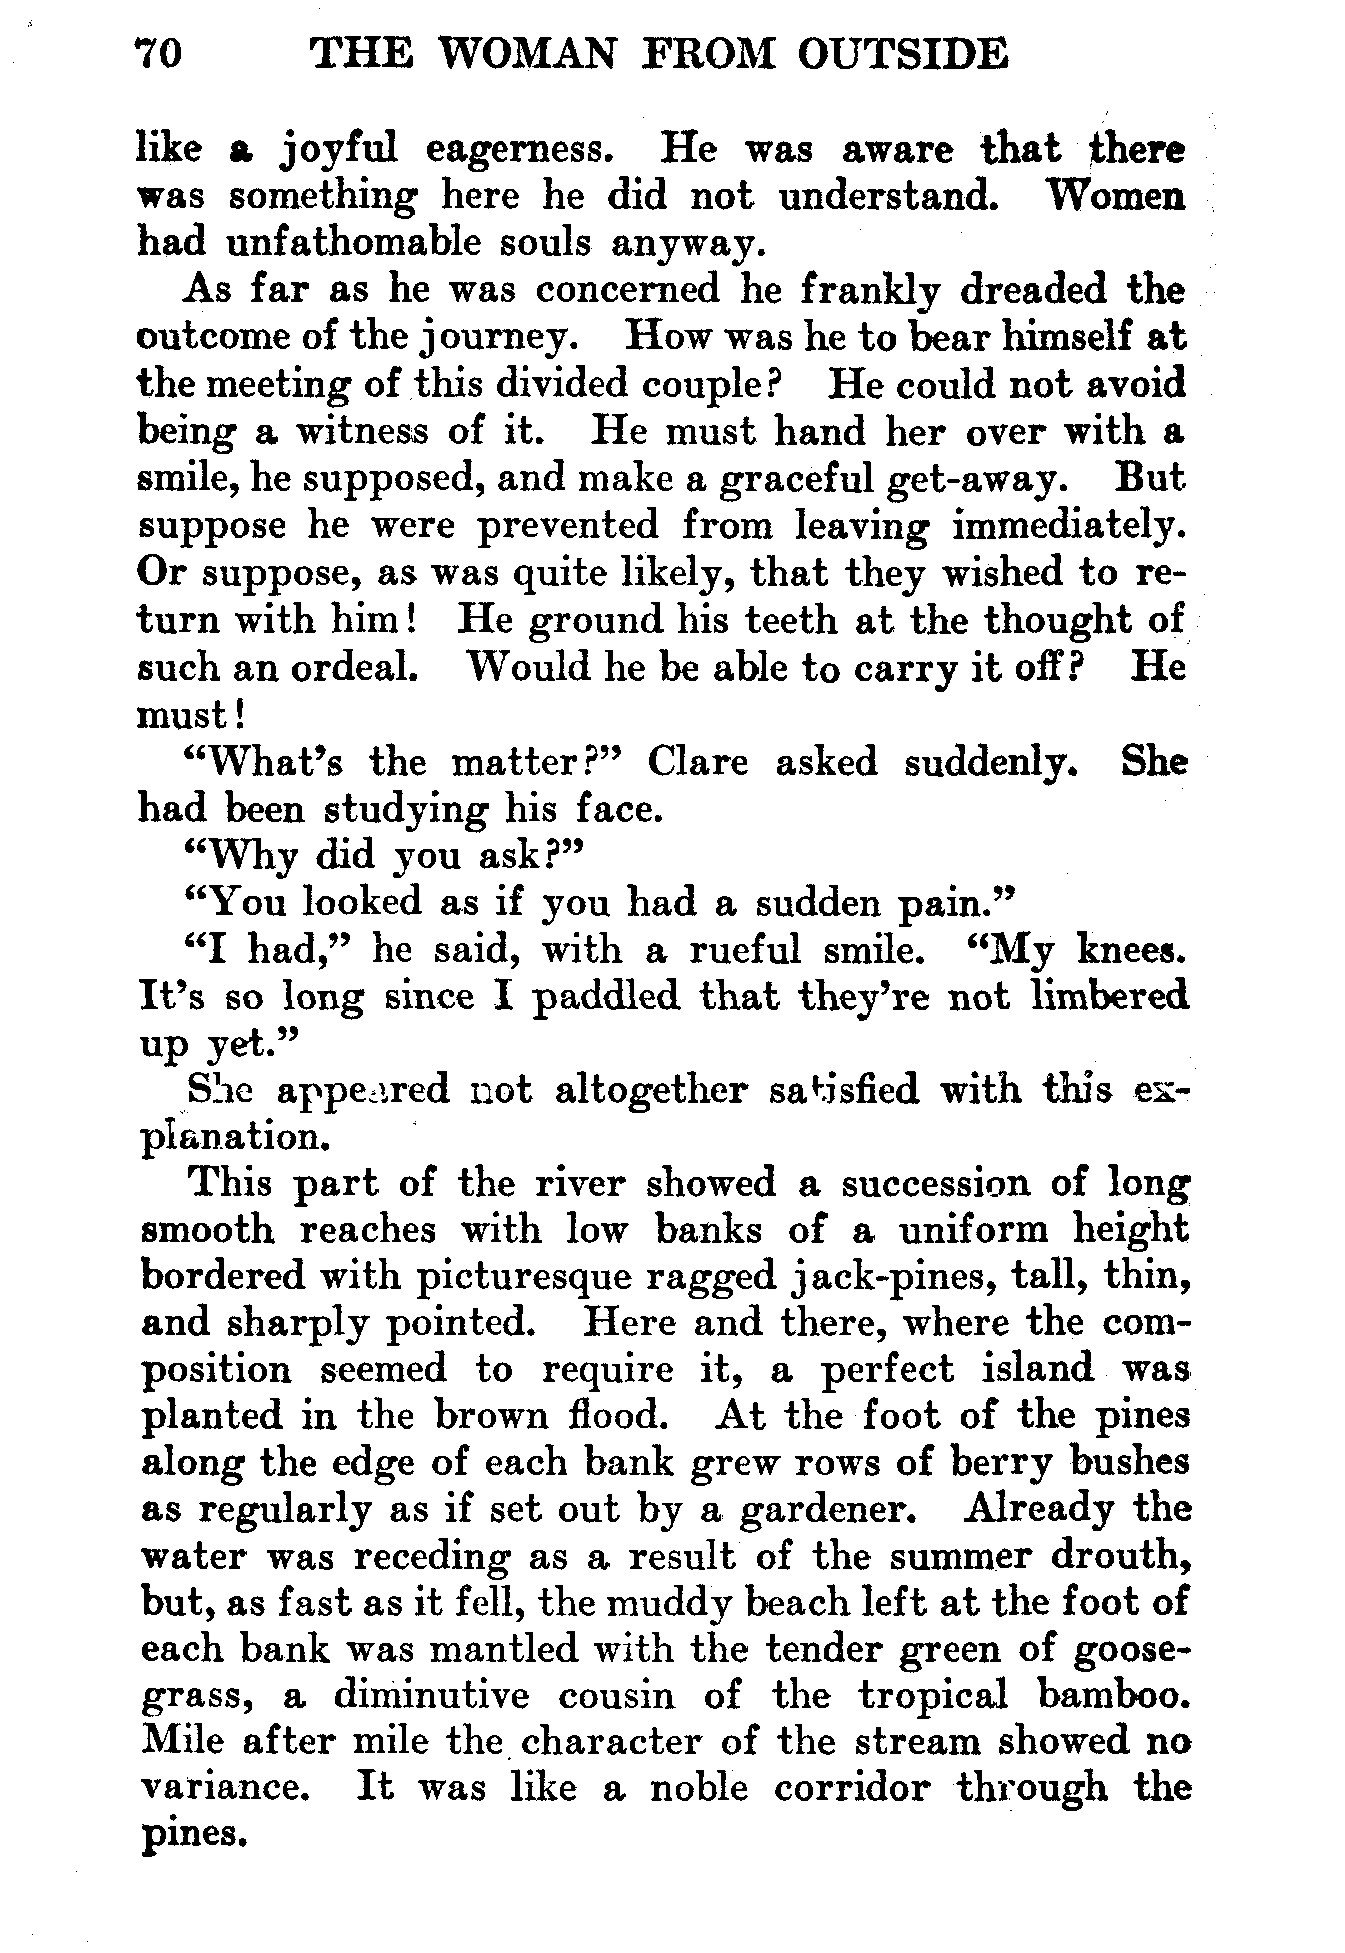 70 THE WOMAN FROM OUTSIDE
like a joyful eagerness. He was aware that there
was something here he did not understand. Women
had unfathomable souls anyway.
As far as he was concerned he frankly dreaded the
outcome of the journey. How was he to bear himself at
the meeting of this divided couple? He could not avoid
being a witness of it. He must hand her over with a
smile, he supposed, and make a graceful get-away. But
suppose he were prevented from leaving immediately.
Or suppose, as was quite likely, that they wished to re-
turn with him! He ground his teeth at the thought of
such an ordeal. Would he be able to carry it off? He
must!
“What’s the matter?” Clare asked suddenly. She
had been studying his face.
“Why did you ask?”
“You looked as if you had a sudden pain.”
“I had,” he said, with a rueful smile. “My knees.
It’s so long since I paddled that they’re not limbered
up yet.”
She appeared not altogether satisfied with this ex-
planation.
This part of the river showed a succession of long
smooth reaches with low banks of a uniform height
bordered with picturesque ragged jack-pines, tall, thin,
and sharply pointed. Here and there, where the com-
position seemed to require it, a perfect island was
planted in the brown flood. At the foot of the pines
along the edge of each bank grew rows of berry bushes
as regularly as if set out by a gardener. Already the
water was receding as a result of the summer drouth,
but, as fast as it fell, the muddy beach left at the foot of
each bank was mantled with the tender green of goose-
grass, a diminutive cousin of the tropical bamboo.
Mile after mile the character of the stream showed no
variance. It was like a noble corridor through the
pines.